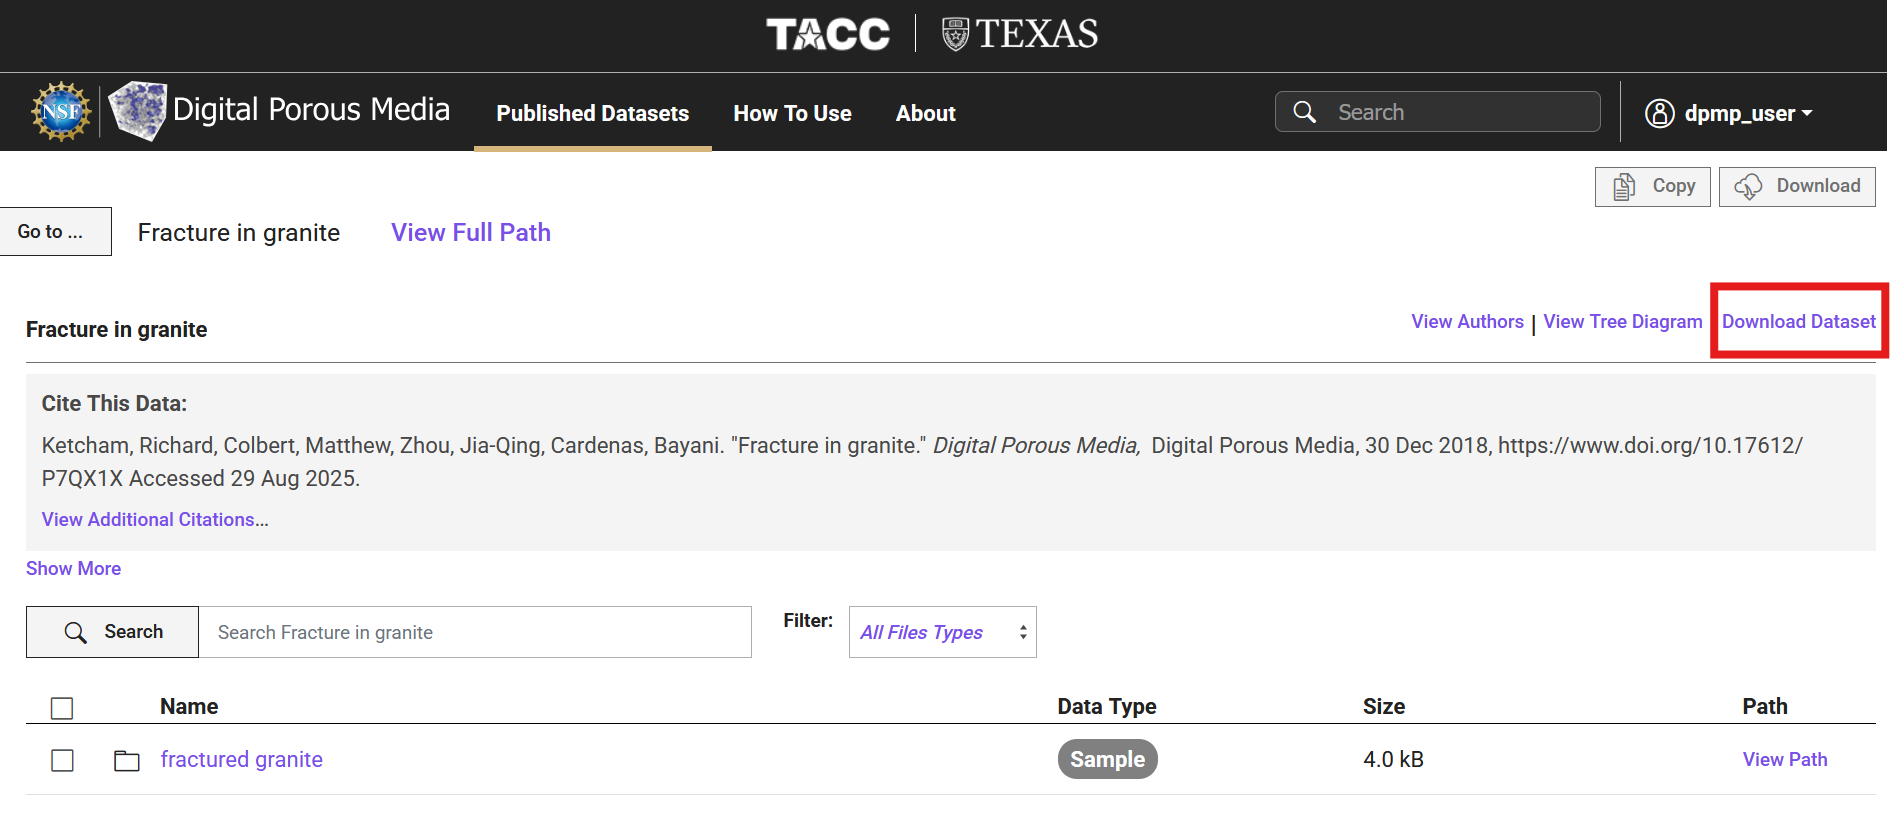 TACC
TEXAS
NSF
Digital Porous Media
Published Datasets
How To Use
About
Search
dpmp_user
Copy
Download
Go to ...
Fracture in granite
View Full Path
Fracture in granite
View Authors | View Tree Diagram
Download Dataset
Cite This Data:
Ketcham, Richard, Colbert, Matthew, Zhou, Jia-Qing, Cardenas, Bayani. "Fracture in granite." Digital Porous Media, Digital Porous Media, 30 Dec 2018, https://www.doi.org/10.17612/
P7QX1X Accessed 29 Aug 2025.
View Additional Citations...
Show More
Search
Search Fracture in granite
Filter:
All Files Types
Name
Data Type
Size
Path
fractured granite
Sample
4.0 kB
View Path